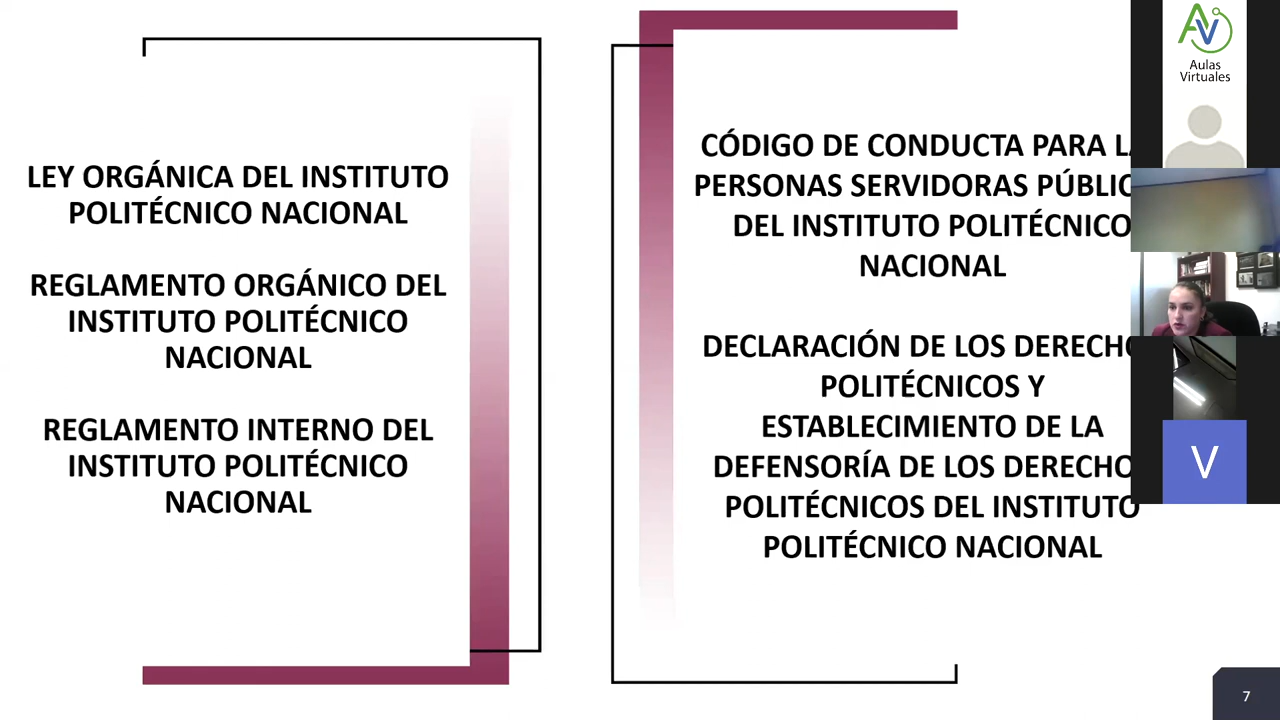 LEY ORGÁNICA DEL INSTITUTO
POLITÉCNICO NACIONAL
REGLAMENTO ORGÁNICO DEL
INSTITUTO POLITÉCNICO
NACIONAL
REGLAMENTO INTERNO DEL
INSTITUTO POLITÉCNICO
NACIONAL
CÓDIGO DE CONDUCTA PARA
PERSONAS SERVIDORAS
DEL INSTITUTO POLITÉCNICO
NACIONAL
DECLARACIÓN DE LOS
POLITÉCNICOS Y
ESTABLECIMIENTO DE LA
DEFENSORÍA DE LOS
POLITÉCNICOS DEL INSTITUTO
POLITÉCNICO NACIONAL
AV
Aulas
Virtuales
V
7